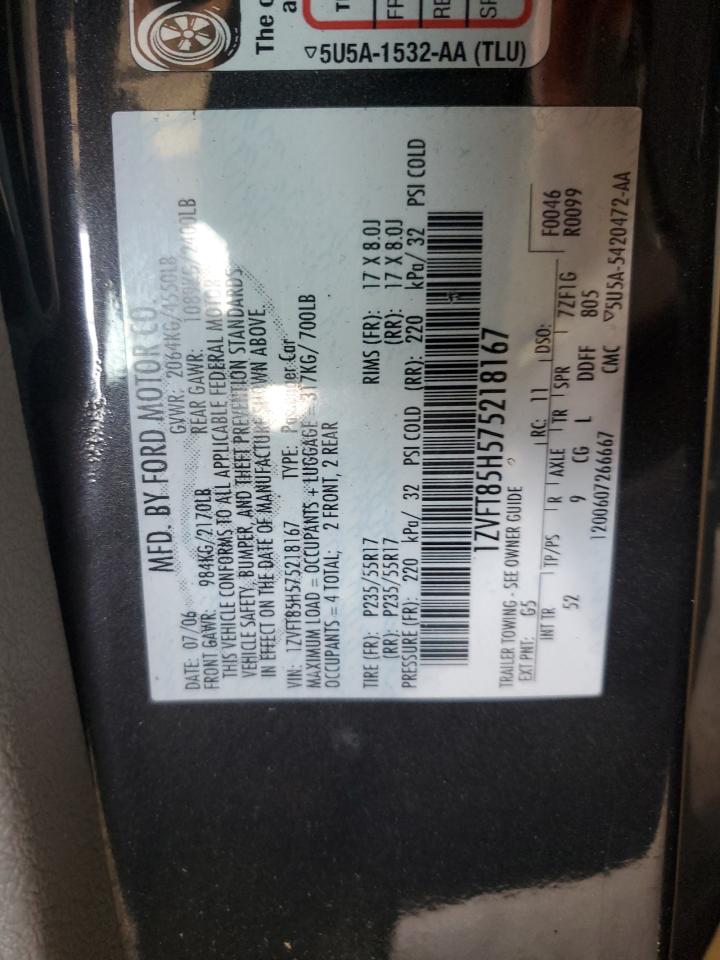 The o
a
T
FR
RE
SP
5U5A-1532-AA (TLU)
MFD. BY FORD MOTOR CO.
DATE: 07/06 GVWR: 2064KG/4550LB
FRONT GAWR: 984KG/2170LB REAR GAWR: 1089KG/2400LB
THIS VEHICLE CONFORMS TO ALL APPLICABLE FEDERAL MOTOR
VEHICLE SAFETY, BUMPER, AND THEFT PREVENTION STANDARDS
IN EFFECT ON THE DATE OF MANUFACTURE SHOWN ABOVE.
VIN: 1ZVFT85H575218167 TYPE: Passenger Car
MAXIMUM LOAD = OCCUPANTS + LUGGAGE = 317KG/ 700LB
OCCUPANTS = 4 TOTAL; 2 FRONT, 2 REAR
TIRE (FR): P235/55R17 RIMS (FR): 17 X 8.0J
(RR): P235/55R17 (RR): 17 X 8.0J
PRESSURE (FR): 220 kPa/ 32 PSI COLD (RR): 220 kPa/ 32 PSI COLD
1ZVFT85H575218167
TRAILER TOWING - SEE OWNER GUIDE
EXT PNT: G5 RC: 11 DSO: F0046
INT TR TP/PS R AXLE TR SPR 7ZF1G R0099
52 9 CG L DDFF 805
1200607266667 CMC 5U5A-5420472-AA